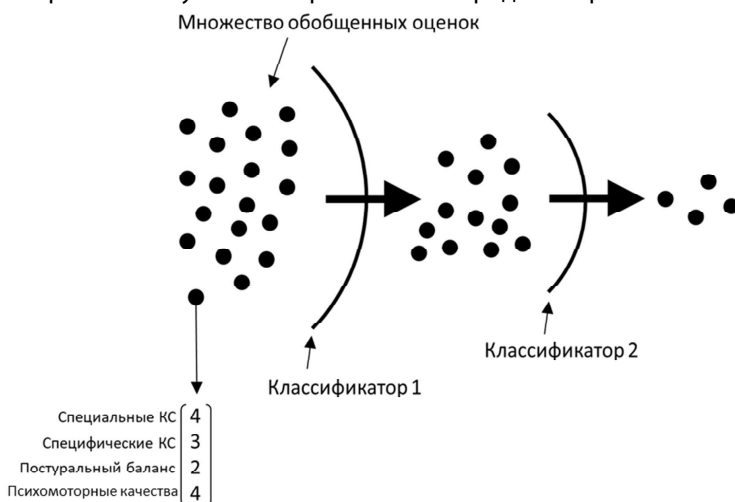 Множество обобщенных оценок
Классификатор 2
Классификатор 1
Специальные КС 4
Специфические КС 3
Постуральный баланс 2
Психомоторные качества 4